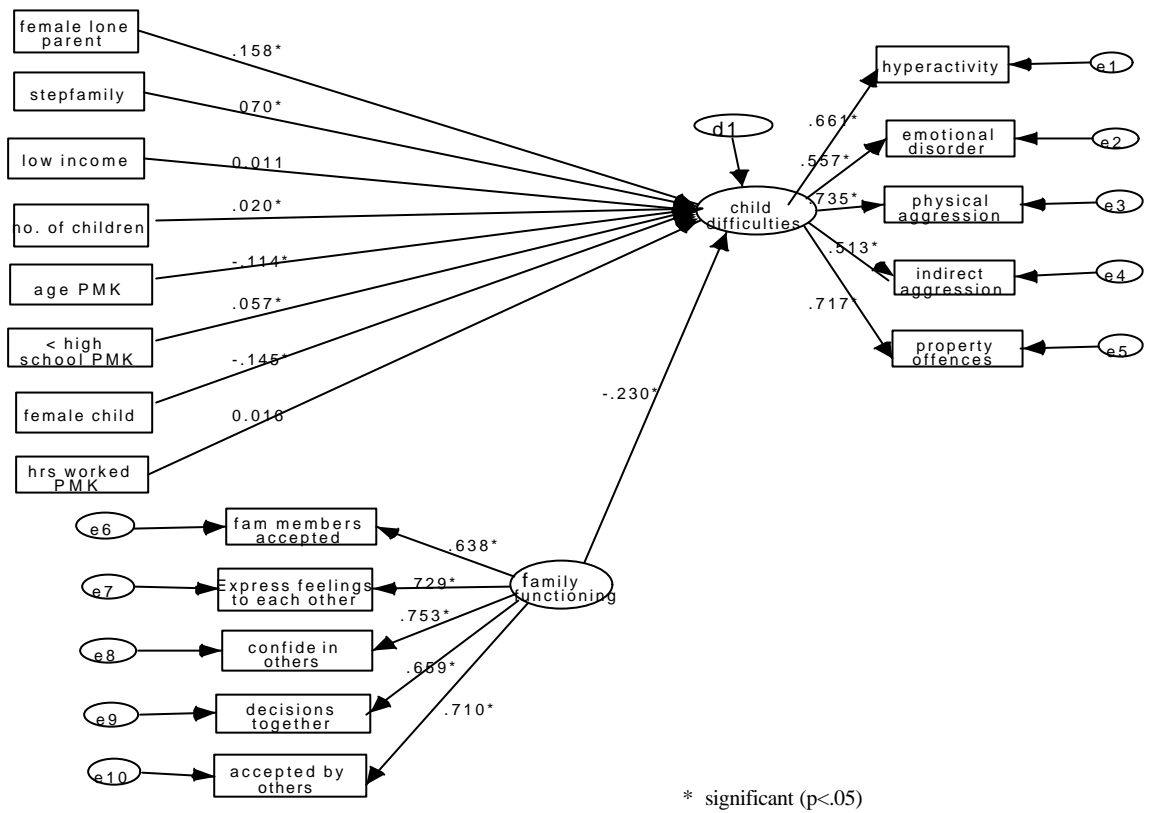 female lone
parent
.158*
stepfamily
.070*
low income
0.011
no. of children
.020*
age PMK
-.114*
< high
school PMK
.057*
female child
-.145*
hrs worked
PMK
0.016
d1
child
difficulties
.661*
hyperactivity
e1
.557*
emotional
disorder
e2
.735*
physical
aggression
e3
.513*
indirect
aggression
e4
.717*
property
offences
e5
-.230*
e6
fam members
accepted
.638*
e7
Express feelings
to each other
.729*
family
functioning
e8
confide in
others
.753*
e9
decisions
together
.659*
e10
accepted by
others
.710*
* significant (p<.05)